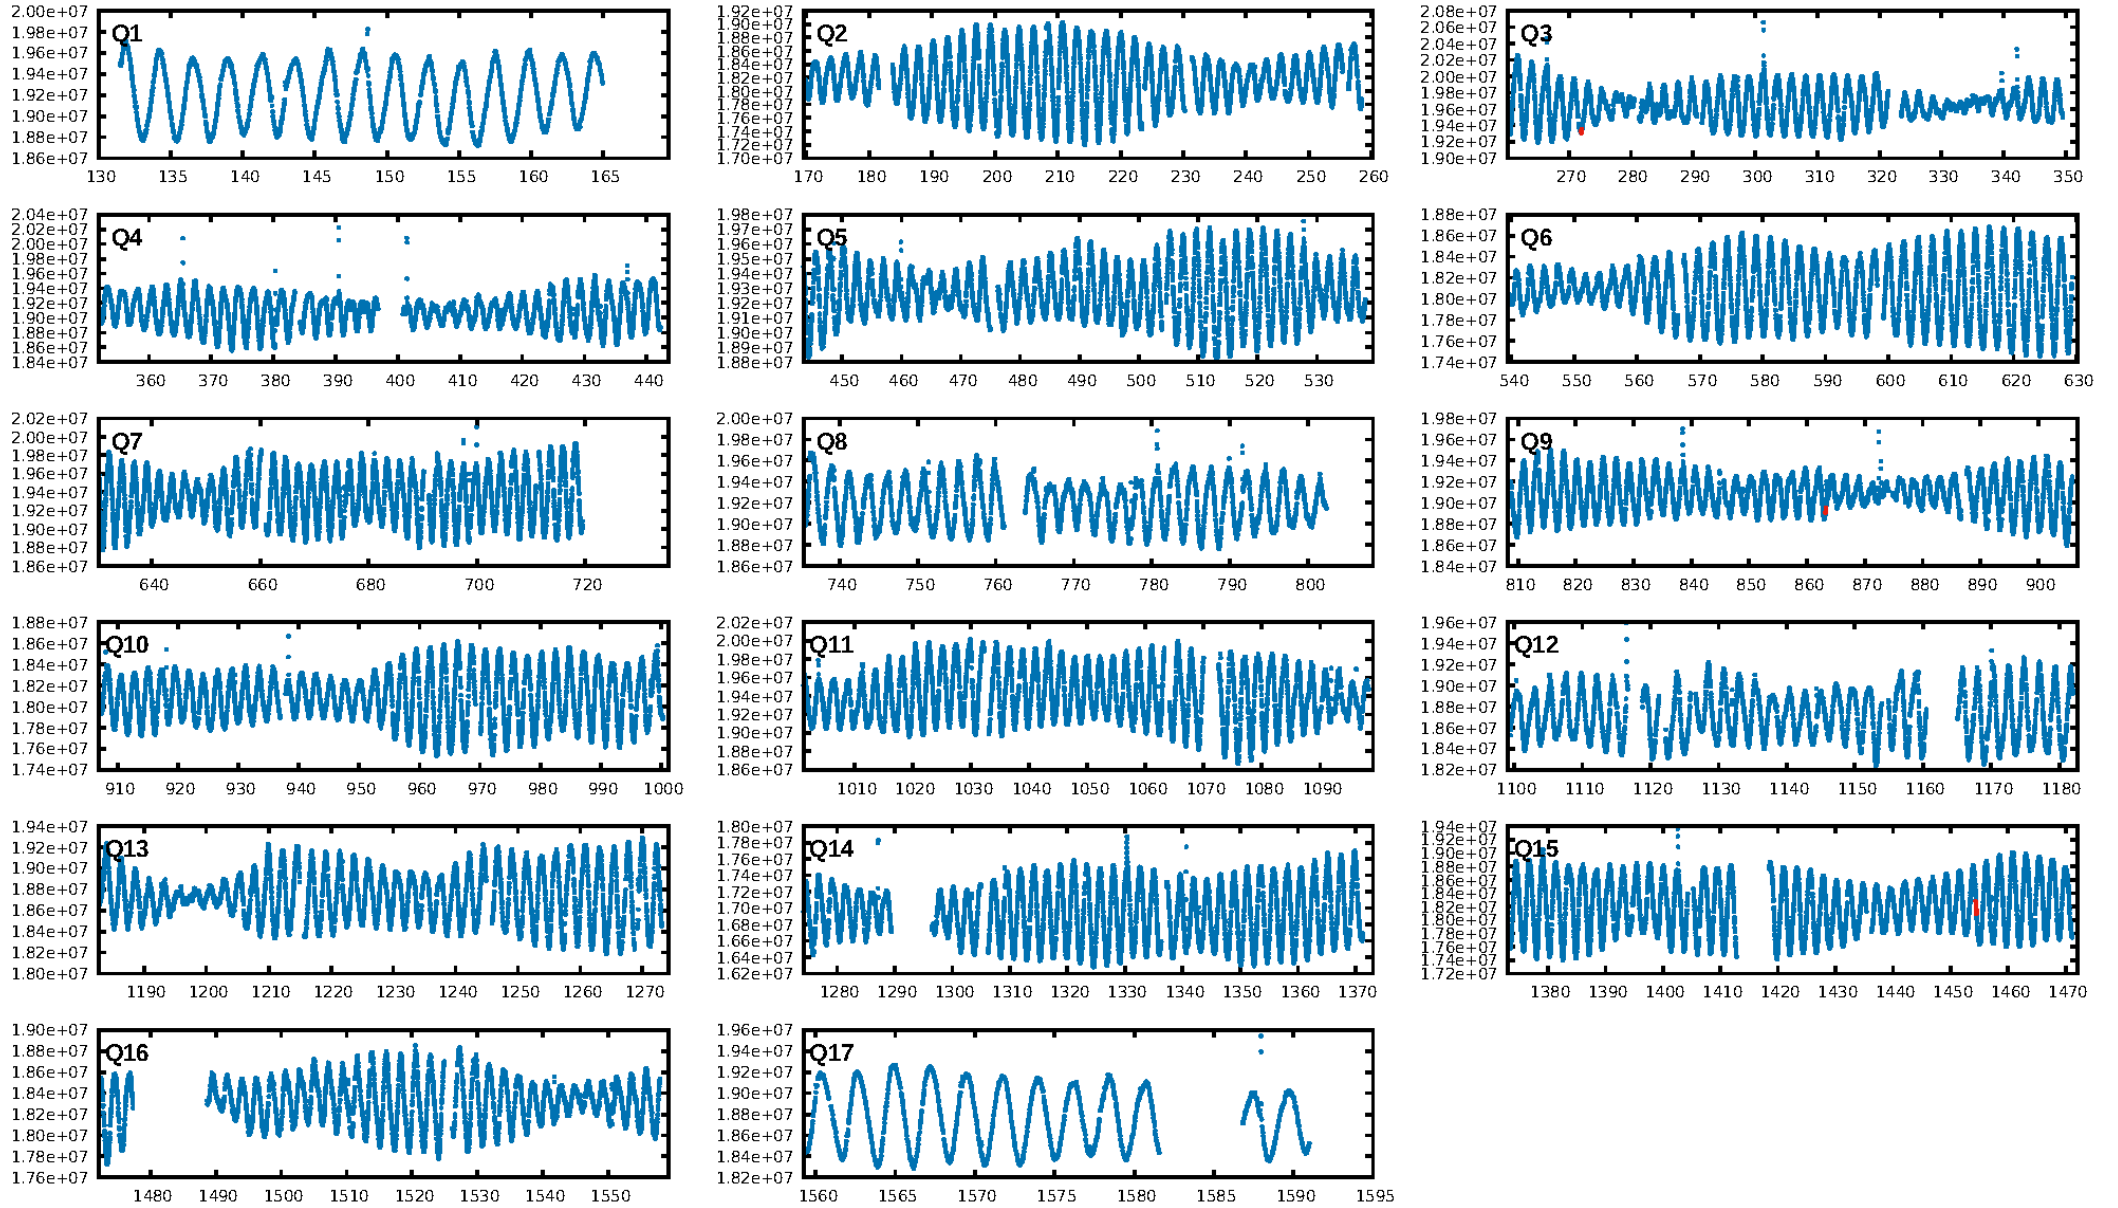 2.00e+07
1.98e+07
1.96e+07
1.94e+07
1.92e+07
1.90e+07
1.88e+07
1.86e+07
Q1
130 135 140 145 150 155 160 165
1.92e+07
1.90e+07
1.88e+07
1.86e+07
1.84e+07
1.82e+07
1.80e+07
1.78e+07
1.76e+07
1.74e+07
1.72e+07
1.70e+07
Q2
170 180 190 200 210 220 230 240 250 260
2.08e+07
2.06e+07
2.04e+07
2.02e+07
2.00e+07
1.98e+07
1.96e+07
1.94e+07
1.92e+07
1.90e+07
Q3
270 280 290 300 310 320 330 340 350
2.04e+07
2.02e+07
2.00e+07
1.98e+07
1.96e+07
1.94e+07
1.92e+07
1.90e+07
1.88e+07
1.86e+07
1.84e+07
Q4
360 370 380 390 400 410 420 430 440
1.98e+07
1.97e+07
1.96e+07
1.95e+07
1.94e+07
1.93e+07
1.92e+07
1.91e+07
1.90e+07
1.89e+07
1.88e+07
Q5
450 460 470 480 490 500 510 520 530
1.88e+07
1.86e+07
1.84e+07
1.82e+07
1.80e+07
1.78e+07
1.76e+07
1.74e+07
Q6
540 550 560 570 580 590 600 610 620 630
2.02e+07
2.00e+07
1.98e+07
1.96e+07
1.94e+07
1.92e+07
1.90e+07
1.88e+07
1.86e+07
Q7
640 660 680 700 720
2.00e+07
1.98e+07
1.96e+07
1.94e+07
1.92e+07
1.90e+07
1.88e+07
1.86e+07
Q8
740 750 760 770 780 790 800
1.98e+07
1.96e+07
1.94e+07
1.92e+07
1.90e+07
1.88e+07
1.86e+07
1.84e+07
Q9
810 820 830 840 850 860 870 880 890 900
1.88e+07
1.86e+07
1.84e+07
1.82e+07
1.80e+07
1.78e+07
1.76e+07
1.74e+07
Q10
910 920 930 940 950 960 970 980 990 1000
2.02e+07
2.00e+07
1.98e+07
1.96e+07
1.94e+07
1.92e+07
1.90e+07
1.88e+07
1.86e+07
Q11
1010 1020 1030 1040 1050 1060 1070 1080 1090
1.96e+07
1.94e+07
1.92e+07
1.90e+07
1.88e+07
1.86e+07
1.84e+07
1.82e+07
Q12
1100 1110 1120 1130 1140 1150 1160 1170 1180
1.94e+07
1.92e+07
1.90e+07
1.88e+07
1.86e+07
1.84e+07
1.82e+07
1.80e+07
Q13
1190 1200 1210 1220 1230 1240 1250 1260 1270
1.80e+07
1.78e+07
1.76e+07
1.74e+07
1.72e+07
1.70e+07
1.68e+07
1.66e+07
1.64e+07
1.62e+07
Q14
1280 1290 1300 1310 1320 1330 1340 1350 1360 1370
1.94e+07
1.92e+07
1.90e+07
1.88e+07
1.86e+07
1.84e+07
1.82e+07
1.80e+07
1.78e+07
1.76e+07
1.74e+07
1.72e+07
Q15
1380 1390 1400 1410 1420 1430 1440 1450 1460 1470
1.90e+07
1.88e+07
1.86e+07
1.84e+07
1.82e+07
1.80e+07
1.78e+07
1.76e+07
Q16
1480 1490 1500 1510 1520 1530 1540 1550
1.96e+07
1.94e+07
1.92e+07
1.90e+07
1.88e+07
1.86e+07
1.84e+07
1.82e+07
Q17
1560 1565 1570 1575 1580 1585 1590 1595